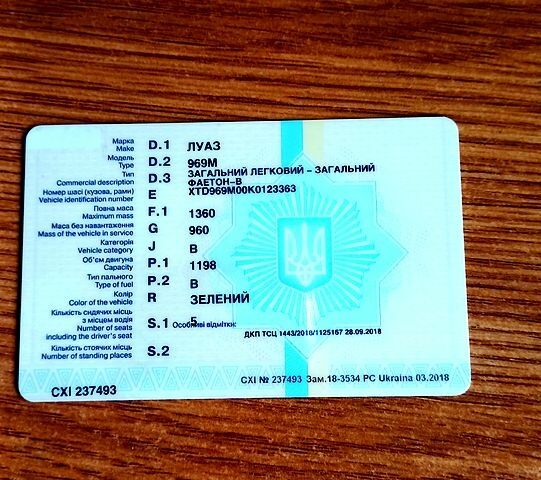 Марка
Make D.1 ЛУАЗ
Модель
Type D.2 969М
Тип
Commercial description D.3 ЗАГАЛЬНИЙ ЛЕГКОВИЙ – ЗАГАЛЬНИЙ
ФАЕТОН-В
Номер шасі (кузова, рами)
Vehicle identification number E XTD969M00K0123363
Повна маса
Maximum mass F.1 1360
Маса без навантаження
Mass of the vehicle in service G 960
Категорія
Vehicle category J B
Об'єм двигуна
Capacity P.1 1198
Тип пального
Type of fuel P.2 B
Колір
Color of the vehicle R ЗЕЛЕНИЙ
Кількість сидячих місць
з місцем водія
Number of seats
including the driver's seat S.1 5
Особливі відмітки:
ДКП ТСЦ 1443/2018/1125167 28.09.2018
Кількість стоячих місць
Number of standing places S.2
СХІ 237493
СХІ № 237493 Зам.18-3534 PC Ukraina 03.2018